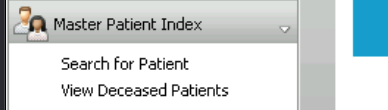 Master Patient Index
Search for Patient
View Deceased Patients